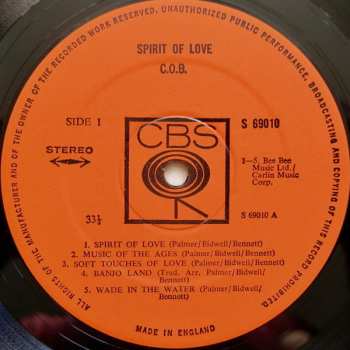 ALL RIGHTS OF THE MANUFACTURER AND OF THE OWNER OF THE RECORDED WORK RESERVED. UNAUTHORIZED PUBLIC PERFORMANCE, BROADCASTING AND COPYING OF THIS RECORD PROHIBITED.
SPIRIT OF LOVE
C.O.B.
SIDE 1
CBS
S 69010
STEREO
1—5. Bee Bee
Music Ltd./
Carlin Music
Corp.
33⅓
S 69010 A
1. SPIRIT OF LOVE (Palmer/Bidwell/Bennett)
2. MUSIC OF THE AGES (Palmer/Bidwell/Bennett)
3. SOFT TOUCHES OF LOVE (Palmer/Bidwell/Bennett)
4. BANJO LAND (Trad. Arr. Palmer/Bidwell/
Bennett)
5. WADE IN THE WATER (Palmer/Bidwell/
Bennett)
MADE IN ENGLAND